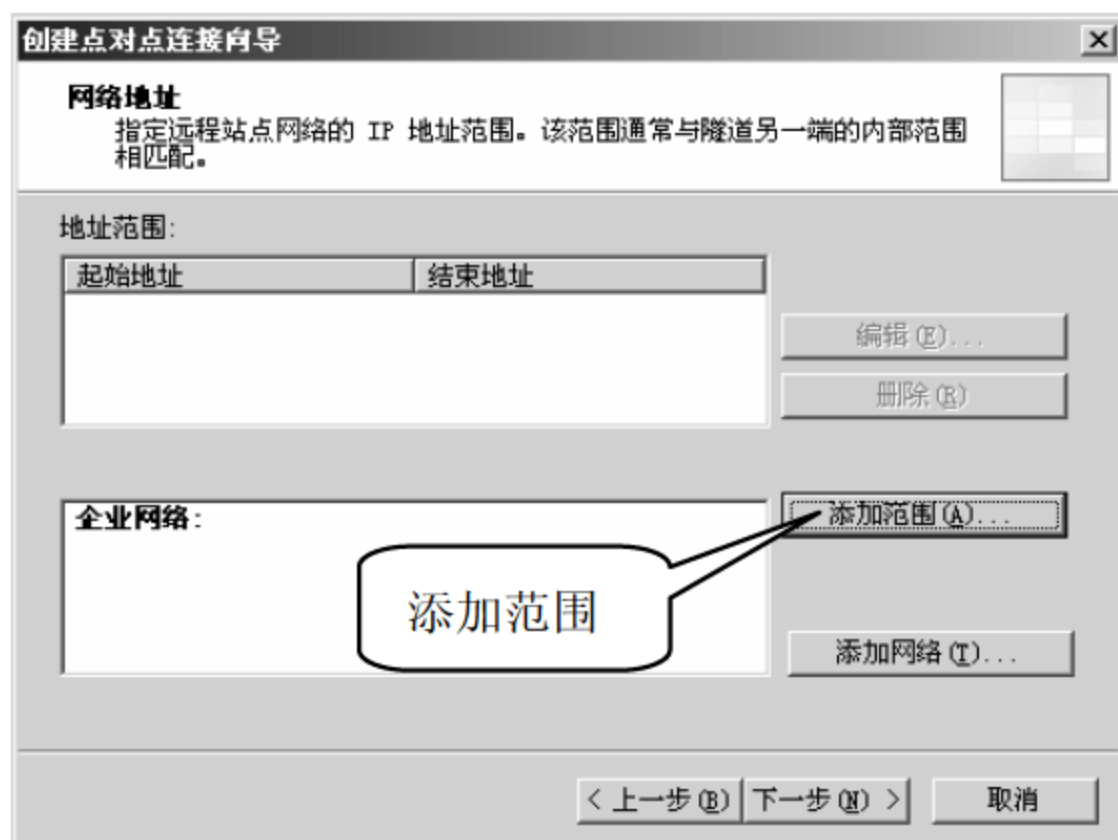 创建点对点连接向导
网络地址
指定远程站点网络的 IP 地址范围。该范围通常与隧道另一端的内部范围
相匹配。
地址范围:
起始地址 结束地址
编辑(E)...
删除(R)
企业网络:
添加范围(A)...
添加范围
添加网络(T)...
< 上一步(B) 下一步(N) > 取消